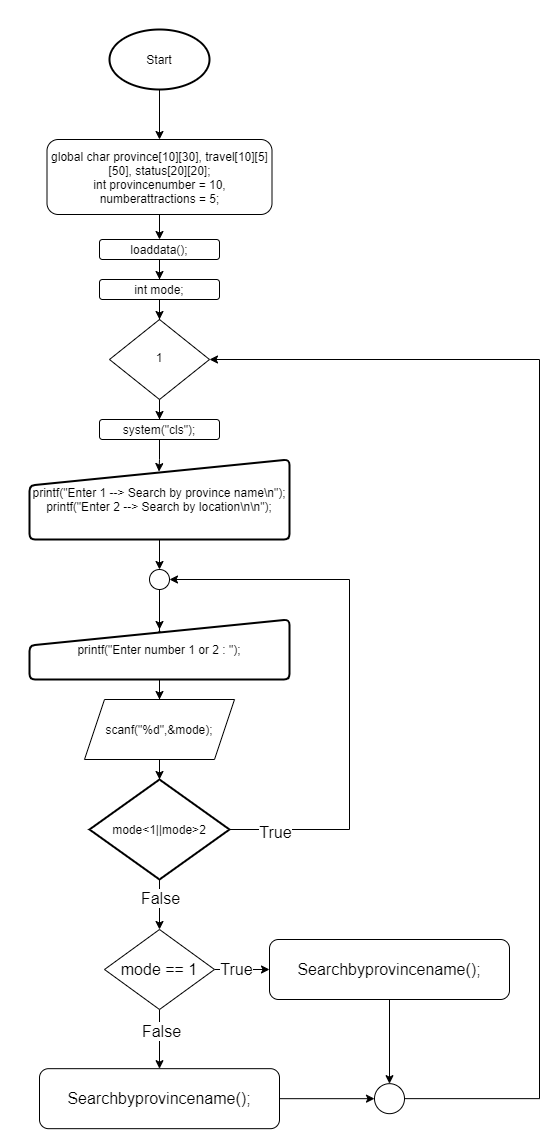 Start
global char province[10][30], travel[10][5]
[50], status[20][20];
int provincenumber = 10,
numberattractions = 5;
loaddata();
int mode;
1
system("cls");
printf("Enter 1 --> Search by province name\n");
printf("Enter 2 --> Search by location\n\n");
printf("Enter number 1 or 2 : ");
scanf("%d",&mode);
mode<1||mode>2
True
False
mode == 1
True
Searchbyprovincename();
False
Searchbyprovincename();